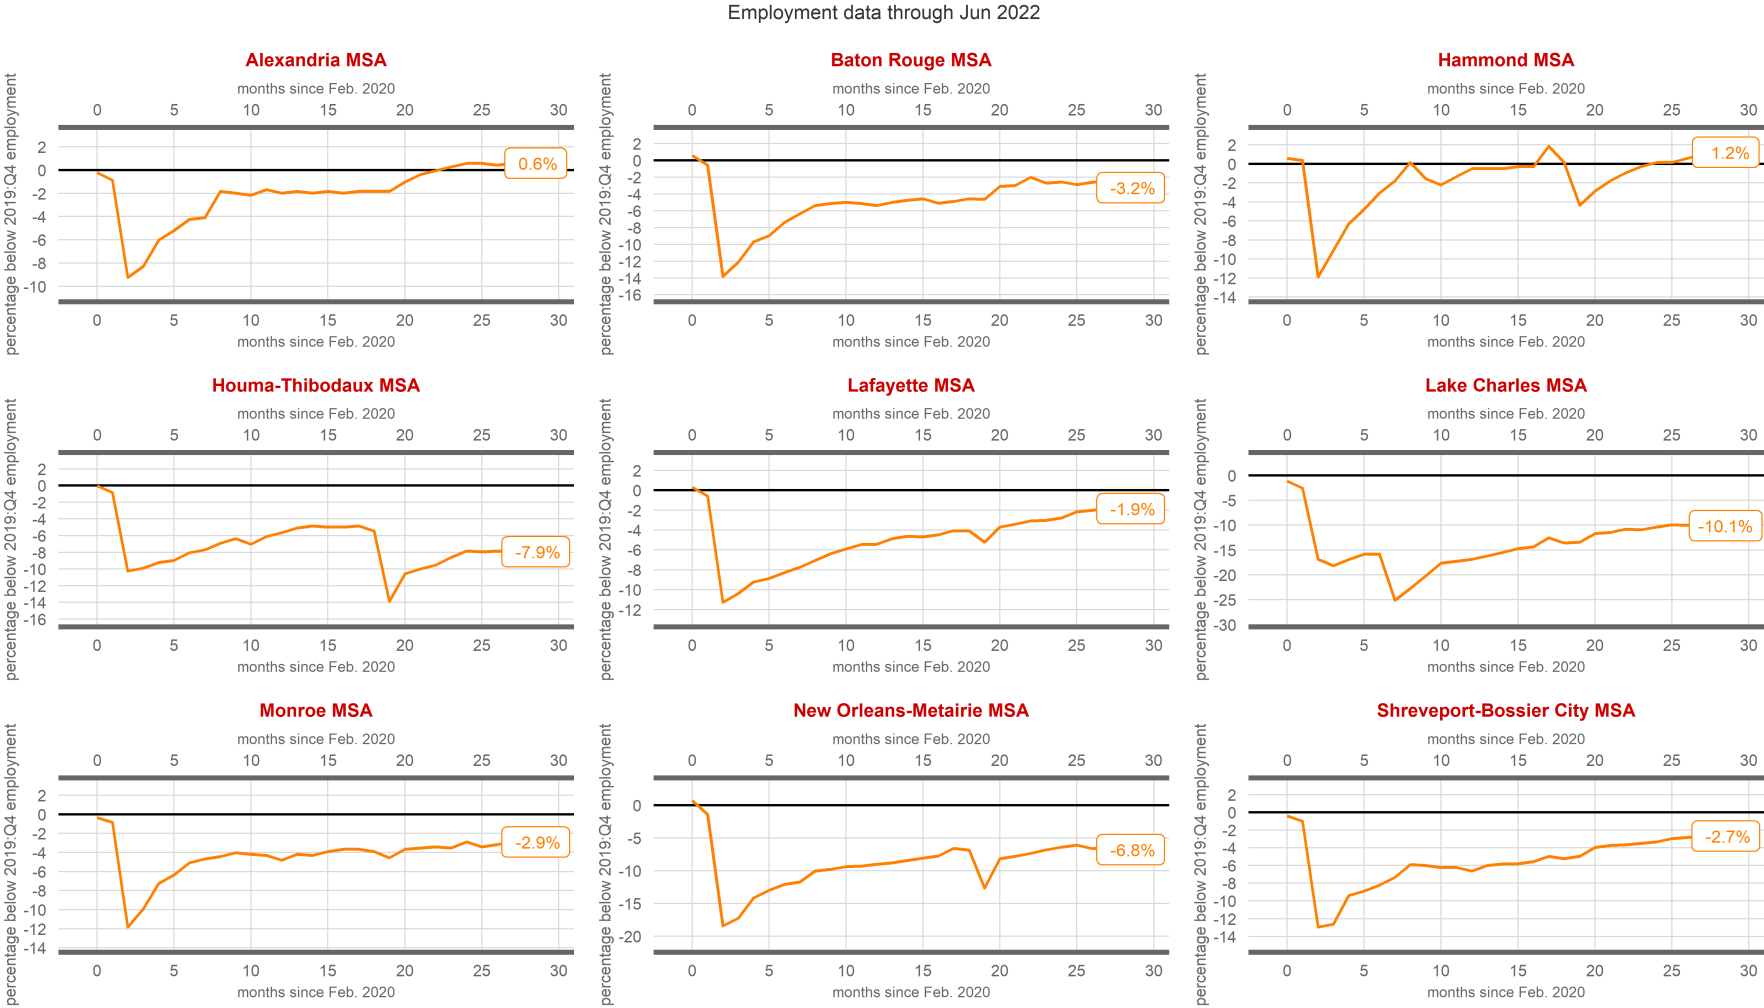 Employment data through Jun 2022
Alexandria MSA
months since Feb. 2020
0 5 10 15 20 25 30
percentage below 2019:Q4 employment
2
0
-2
-4
-6
-8
-10
0.6%
0 5 10 15 20 25 30
months since Feb. 2020
Baton Rouge MSA
months since Feb. 2020
0 5 10 15 20 25 30
percentage below 2019:Q4 employment
2
0
-2
-4
-6
-8
-10
-12
-14
-16
-3.2%
0 5 10 15 20 25 30
months since Feb. 2020
Hammond MSA
months since Feb. 2020
0 5 10 15 20 25 30
percentage below 2019:Q4 employment
2
0
-2
-4
-6
-8
-10
-12
-14
1.2%
0 5 10 15 20 25 30
months since Feb. 2020
Houma-Thibodaux MSA
months since Feb. 2020
0 5 10 15 20 25 30
percentage below 2019:Q4 employment
2
0
-2
-4
-6
-8
-10
-12
-14
-16
-7.9%
0 5 10 15 20 25 30
months since Feb. 2020
Lafayette MSA
months since Feb. 2020
0 5 10 15 20 25 30
percentage below 2019:Q4 employment
2
0
-2
-4
-6
-8
-10
-12
-1.9%
0 5 10 15 20 25 30
months since Feb. 2020
Lake Charles MSA
months since Feb. 2020
0 5 10 15 20 25 30
percentage below 2019:Q4 employment
0
-5
-10
-15
-20
-25
-30
-10.1%
0 5 10 15 20 25 30
months since Feb. 2020
Monroe MSA
months since Feb. 2020
0 5 10 15 20 25 30
percentage below 2019:Q4 employment
2
0
-2
-4
-6
-8
-10
-12
-14
-2.9%
0 5 10 15 20 25 30
months since Feb. 2020
New Orleans-Metairie MSA
months since Feb. 2020
0 5 10 15 20 25 30
percentage below 2019:Q4 employment
0
-5
-10
-15
-20
-6.8%
0 5 10 15 20 25 30
months since Feb. 2020
Shreveport-Bossier City MSA
months since Feb. 2020
0 5 10 15 20 25 30
percentage below 2019:Q4 employment
2
0
-2
-4
-6
-8
-10
-12
-14
-2.7%
0 5 10 15 20 25 30
months since Feb. 2020